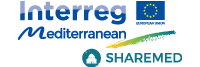 Interreg
EUROPEAN UNION
Mediterranean
SHAREMED